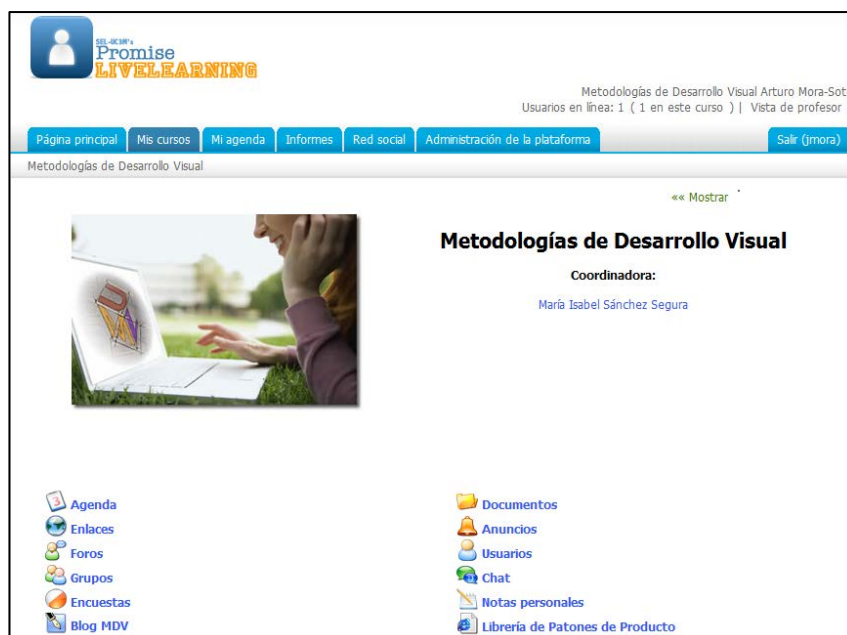 SEL-UC3M's
Promise
LIVELEARNING
Metodologías de Desarrollo Visual Arturo Mora-Sot
Usuarios en línea: 1 ( 1 en este curso ) | Vista de profesor
Página principal Mis cursos Mi agenda Informes Red social Administración de la plataforma Salir (jmora)
Metodologías de Desarrollo Visual
«« Mostrar
Metodologías de Desarrollo Visual
Coordinadora:
María Isabel Sánchez Segura
Agenda
Enlaces
Foros
Grupos
Encuestas
Blog MDV
Documentos
Anuncios
Usuarios
Chat
Notas personales
Librería de Patones de Producto